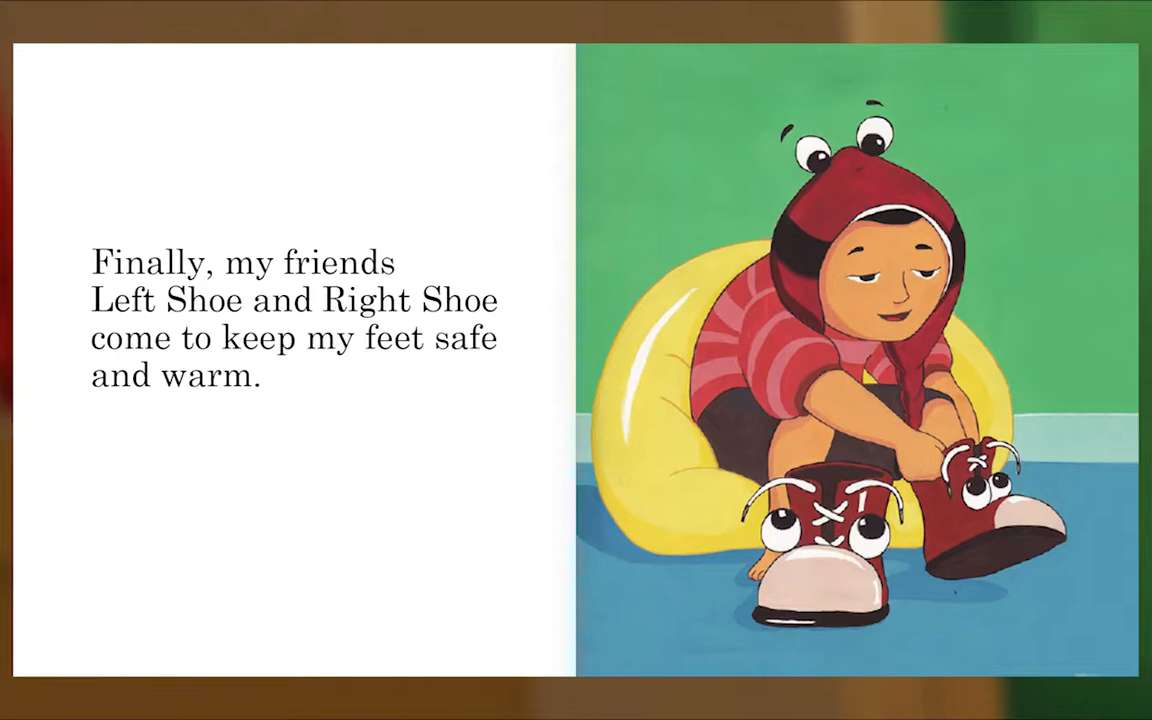 Finally, my friends
Left Shoe and Right Shoe
come to keep my feet safe
and warm.